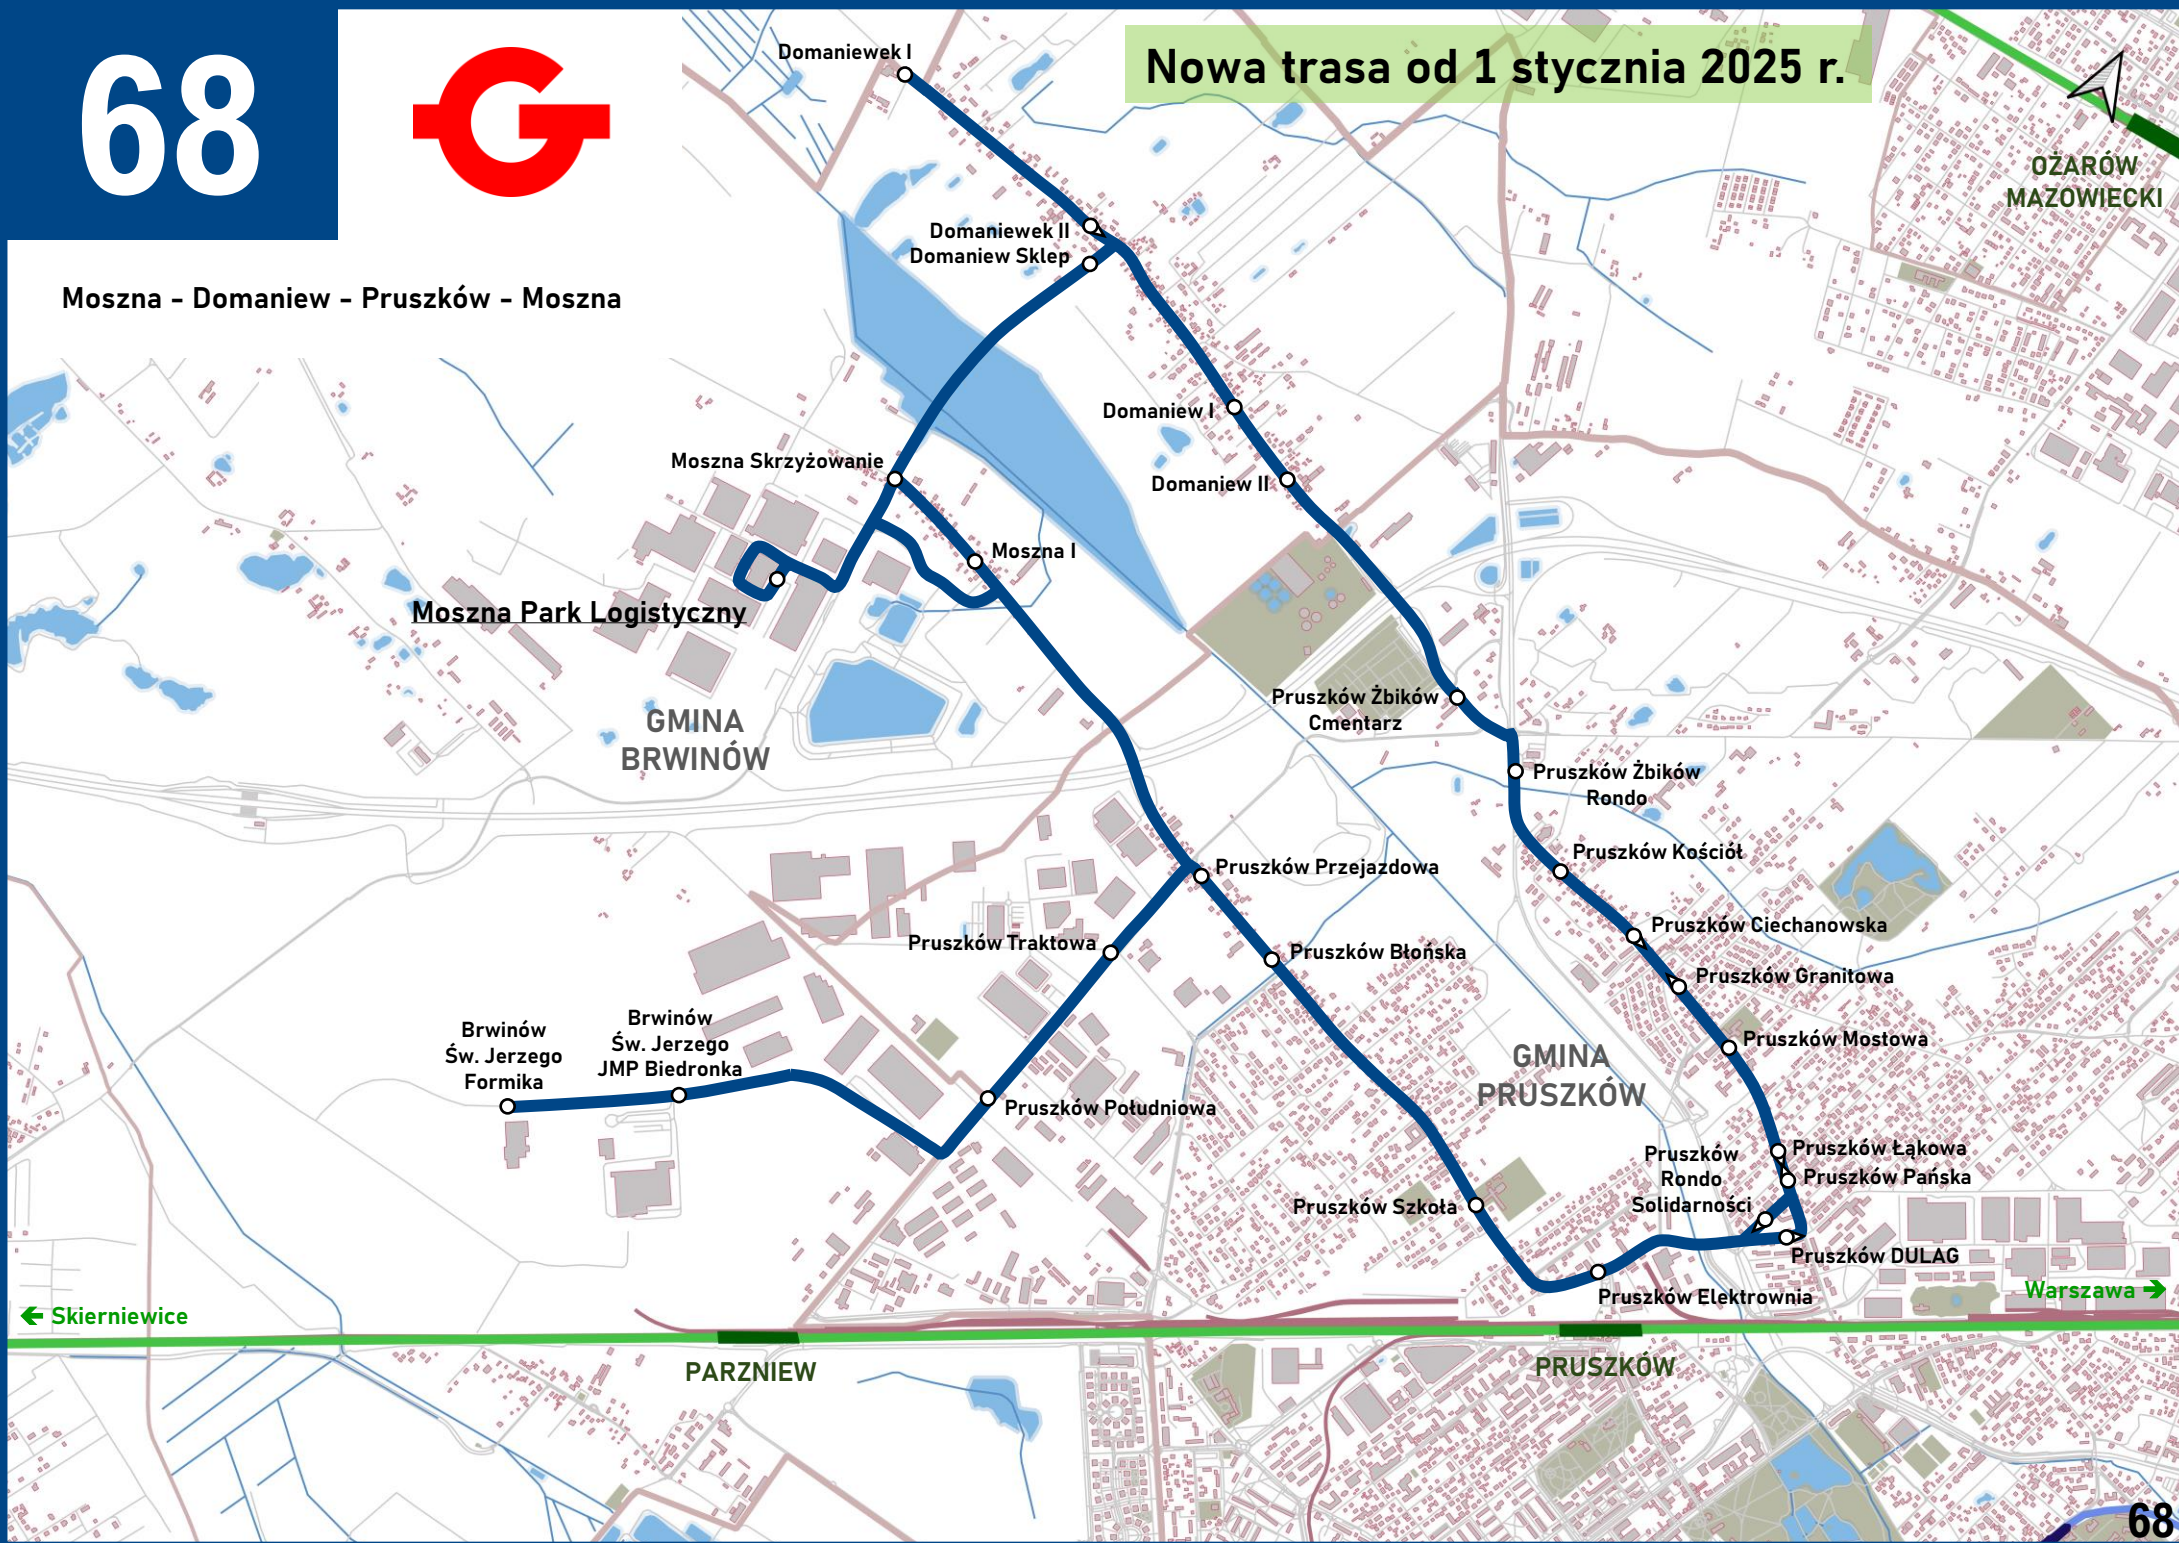 68
G
Nowa trasa od 1 stycznia 2025 r.
Moszna - Domaniew - Pruszków - Moszna
Domaniewek I
OŻARÓW
MAZOWIECKI
Domaniewek II
Domaniew Sklep
Domaniew I
Domaniew II
Moszna Skrzyżowanie
Moszna I
Moszna Park Logistyczny
GMINA
BRWINÓW
Pruszków Żbików
Cmentarz
Pruszków Żbików
Rondo
Pruszków Kościół
Pruszków Przejazdowa
Pruszków Ciechanowska
Pruszków Traktowa
Pruszków Błońska
Pruszków Granitowa
Brwinów
Św. Jerzego
Formika
Brwinów
Św. Jerzego
JMP Biedronka
Pruszków Mostowa
GMINA
PRUSZKÓW
Pruszków Południowa
Pruszków Łąkowa
Pruszków Pańska
Pruszków
Rondo
Solidarności
Pruszków Szkoła
Pruszków DULAG
Pruszków Elektrownia
Warszawa →
← Skierniewice
PARZNIEW
PRUSZKÓW
68